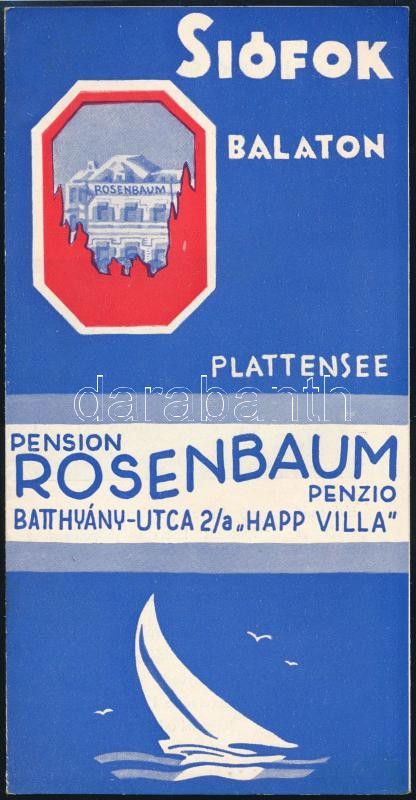 SIÓFOK
BALATON
ROSENBAUM
PLATTENSEE
darabanth
PENSION
ROSENBAUM
PENZIO
BATTHYÁNY-UTCA 2/a „HAPP VILLA"